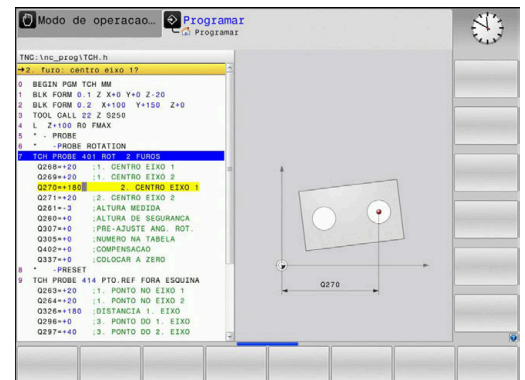 Modo de operacao...
Programar
Programar
TNC:\nc_prog\TCH.h
→2. furo: centro eixo 1?
0 BEGIN PGM TCH MM
1 BLK FORM 0.1 Z X+0 Y+0 Z-20
2 BLK FORM 0.2 X+100 Y+150 Z+0
3 TOOL CALL 22 Z S250
4 L Z+100 R0 FMAX
5 * - PROBE
6 * -PROBE ROTATION
7 TCH PROBE 401 ROT 2 FUROS
Q268=+20 ;1. CENTRO EIXO 1
Q269=+20 ;1. CENTRO EIXO 2
Q270=+180 2. CENTRO EIXO 1
Q271=+20 ;2. CENTRO EIXO 2
Q261=-3 ;ALTURA MEDIDA
Q260=+0 ;ALTURA DE SEGURANCA
Q307=+0 ;PRE-AJUSTE ANG. ROT.
Q305=+0 ;NUMERO NA TABELA
Q402=+0 ;COMPENSACAO
Q337=+0 ;COLOCAR A ZERO
8 * -PRESET
9 TCH PROBE 414 PTO.REF FORA ESQUINA
Q263=+20 ;1. PONTO NO EIXO 1
Q264=+20 ;1. PONTO NO EIXO 2
Q326=+180 ;DISTANCIA 1. EIXO
Q296=+0 ;3. PONTO DO 1. EIXO
Q297=+40 ;3. PONTO DO 2. EIXO
Q270